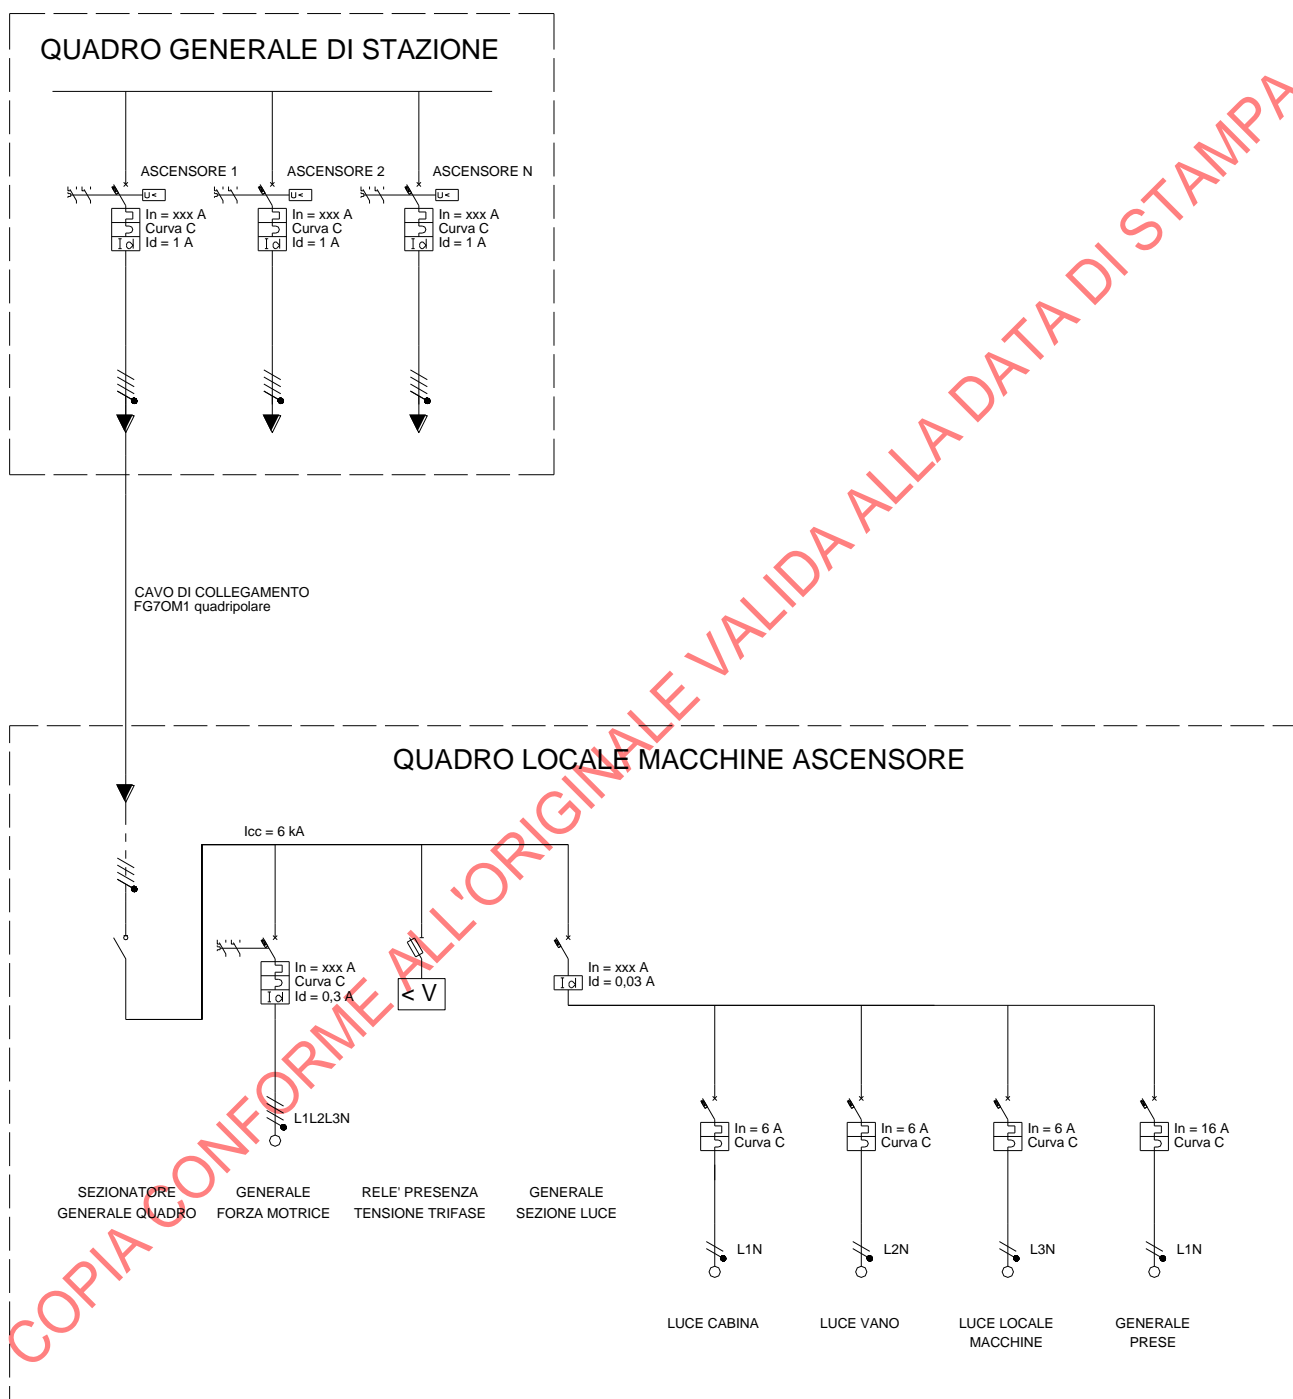 QUADRO GENERALE DI STAZIONE
ASCENSORE 1
U<
In = xxx A
Curva C
Id
Id = 1 A
ASCENSORE 2
U<
In = xxx A
Curva C
Id
Id = 1 A
ASCENSORE N
U<
In = xxx A
Curva C
Id
Id = 1 A
CAVO DI COLLEGAMENTO
FG7OM1 quadripolare
QUADRO LOCALE MACCHINE ASCENSORE
Icc = 6 kA
In = xxx A
Curva C
Id
Id = 0,3 A
< V
In = xxx A
Id
Id = 0,03 A
L1L2L3N
In = 6 A
Curva C
In = 6 A
Curva C
In = 6 A
Curva C
In = 16 A
Curva C
SEZIONATORE
GENERALE QUADRO
GENERALE
FORZA MOTRICE
RELE' PRESENZA
TENSIONE TRIFASE
GENERALE
SEZIONE LUCE
L1N
L2N
L3N
L1N
LUCE CABINA
LUCE VANO
LUCE LOCALE
MACCHINE
GENERALE
PRESE
COPIA CONFORME ALL'ORIGINALE VALIDA ALLA DATA DI STAMPA